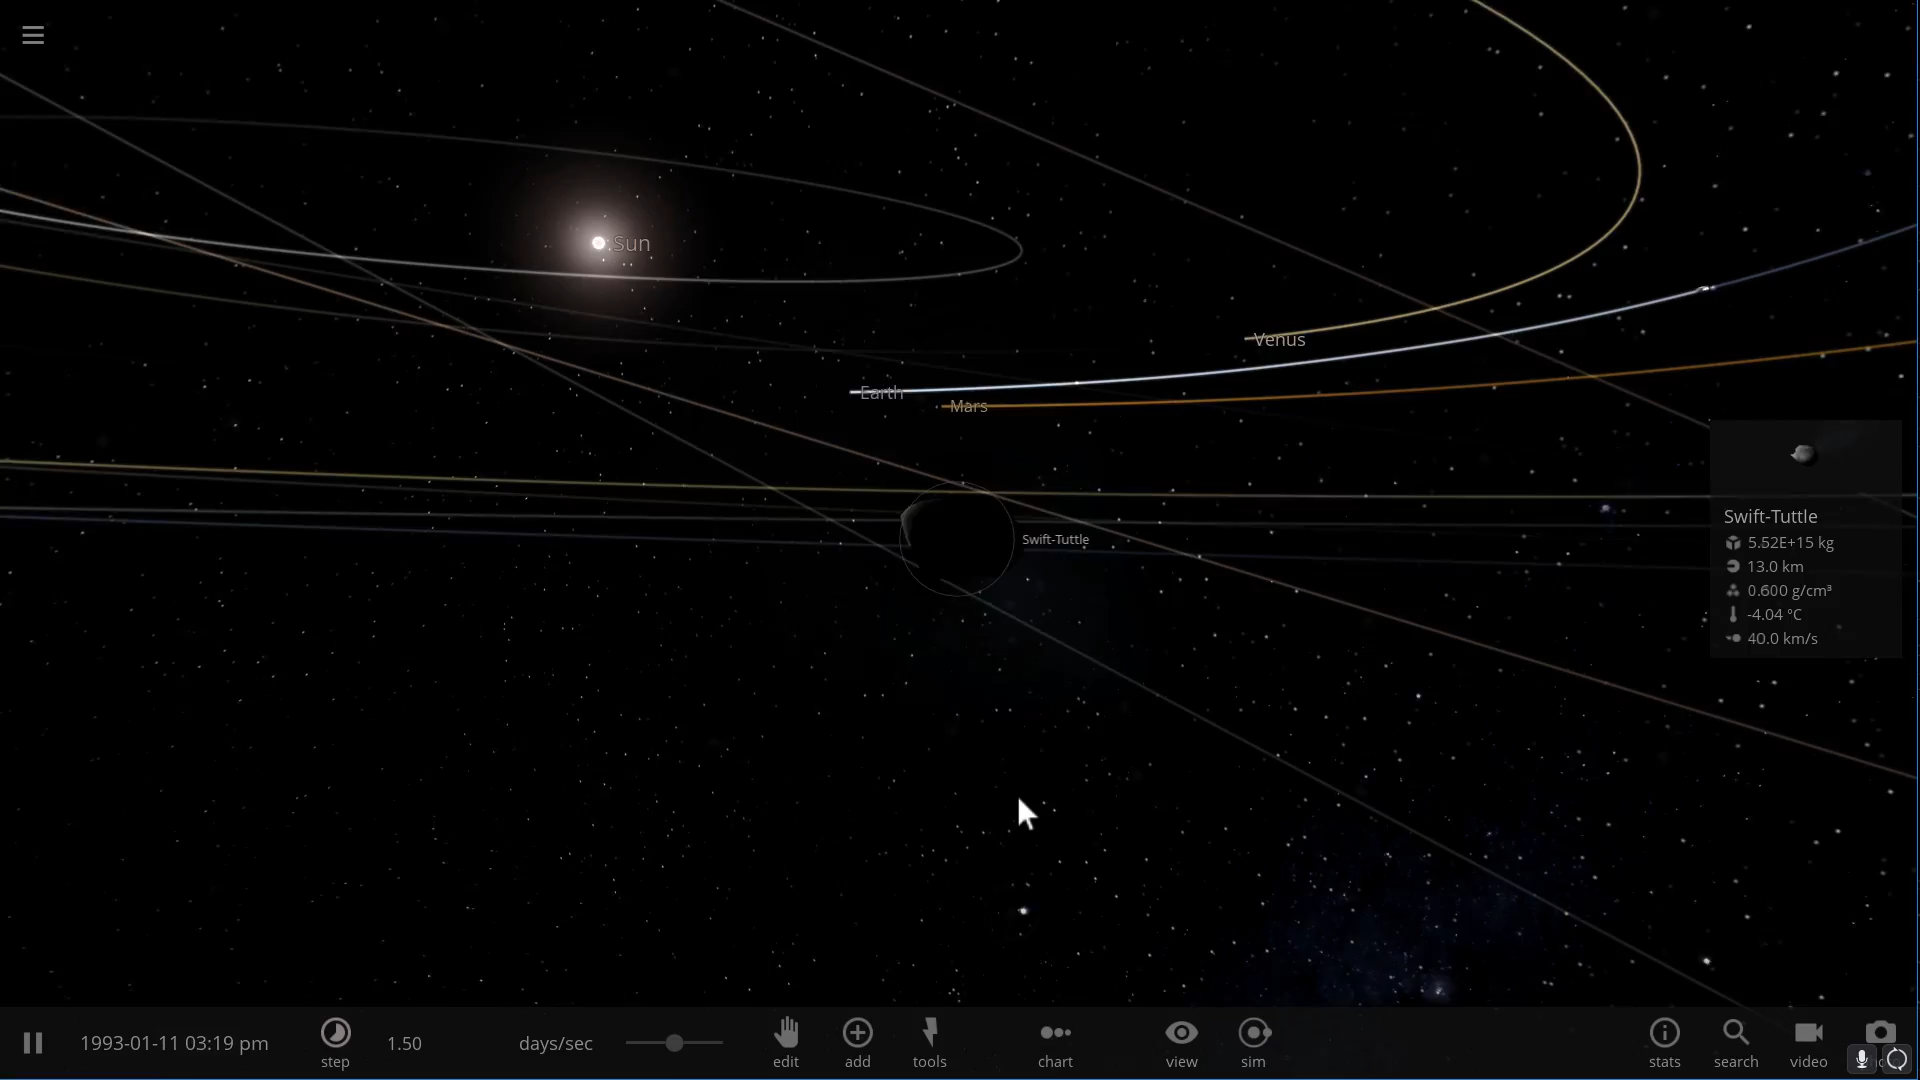 Sun
Venus
Earth
Mars
Swift-Tuttle
Swift-Tuttle
5.52E+15 kg
13.0 km
0.600 g/cm³
-4.04 °C
40.0 km/s
1993-01-11 03:19 pm
step
1.50
days/sec
edit
add
tools
chart
view
sim
stats
search
video